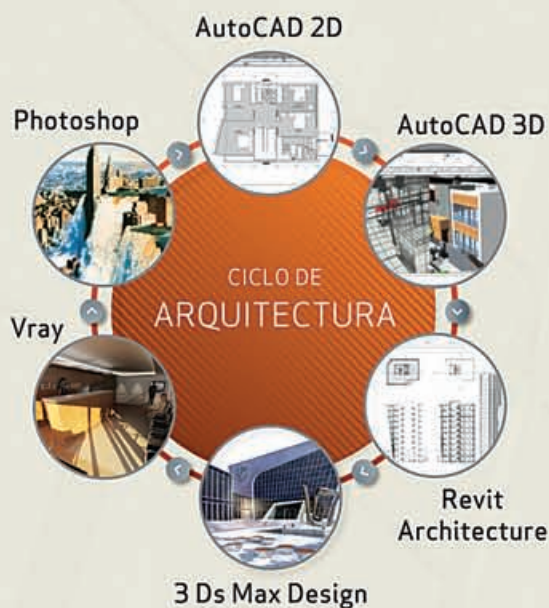 AutoCAD 2D
AutoCAD 3D
Revit
Architecture
3 Ds Max Design
Vray
Photoshop
CICLO DE
ARQUITECTURA